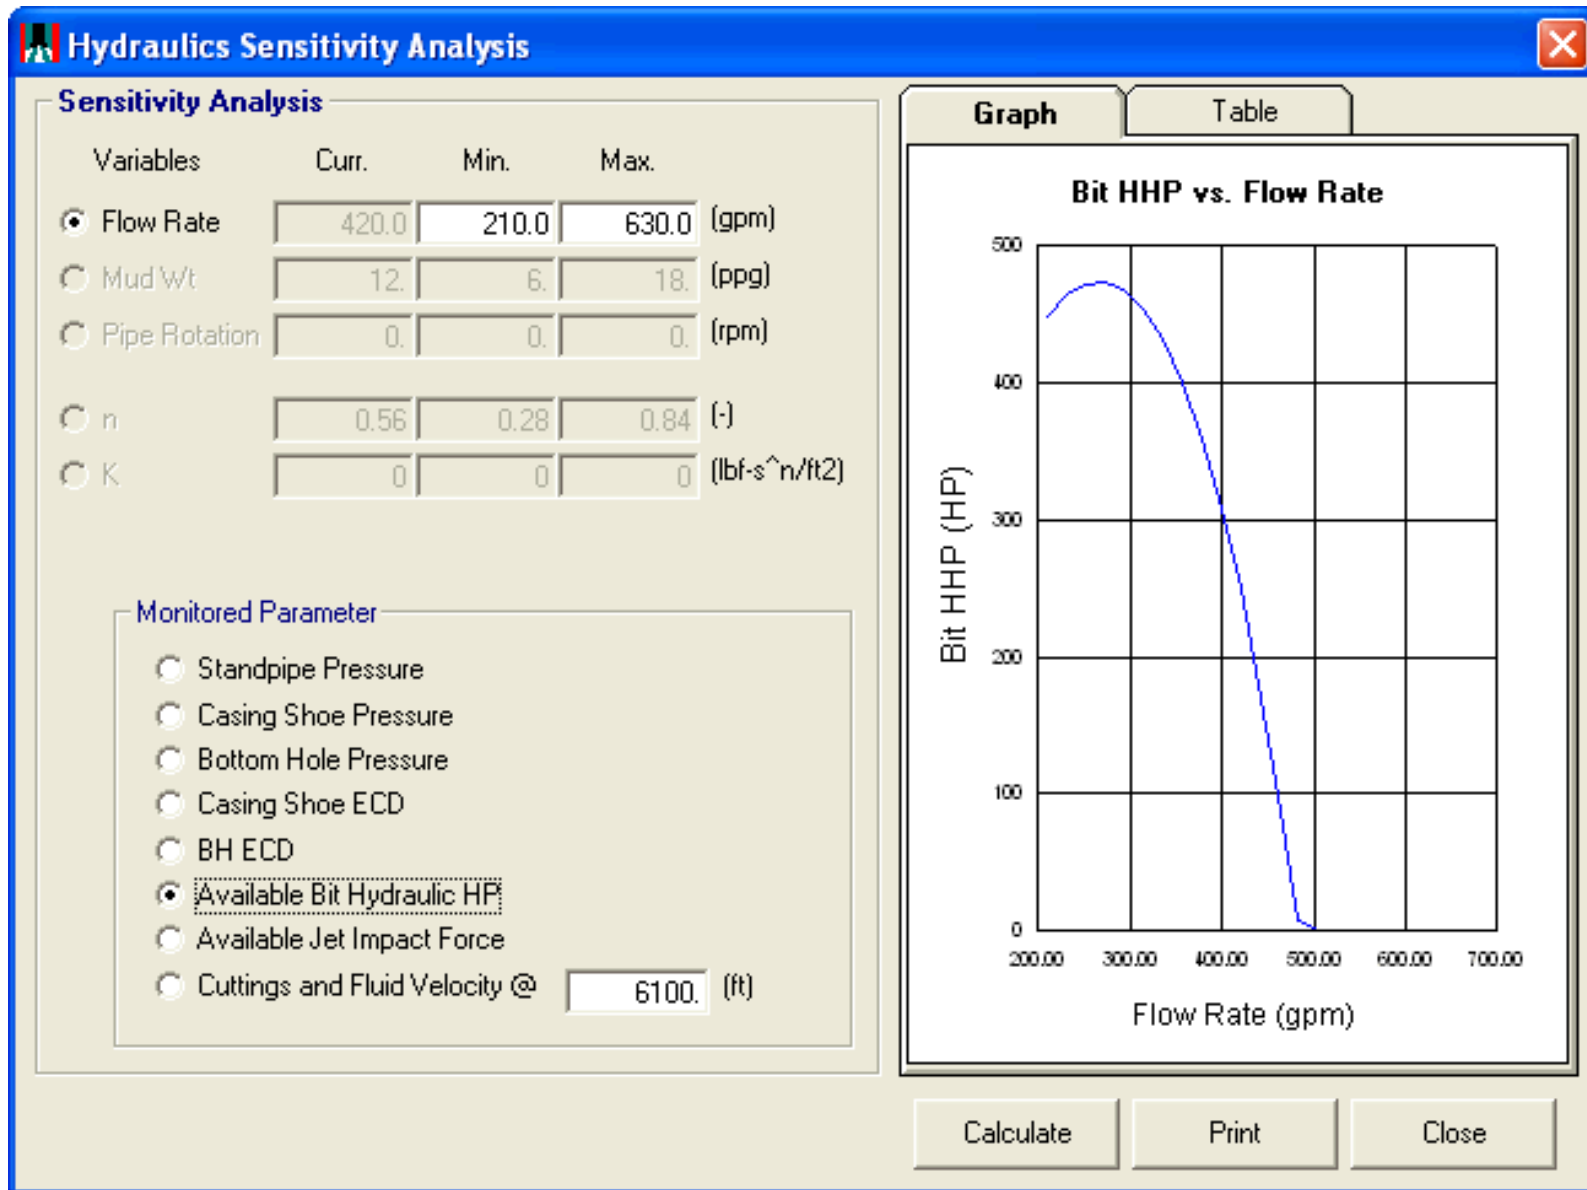 Hydraulics Sensitivity Analysis
Sensitivity Analysis
Variables Curr. Min. Max.
Flow Rate 420.0 210.0 630.0 (gpm)
Mud Wt 12. 6. 18. (ppg)
Pipe Rotation 0. 0. 0. (rpm)
n 0.56 0.28 0.84 (-)
K 0 0 0 (lbf-s^n/ft2)
Monitored Parameter
Standpipe Pressure
Casing Shoe Pressure
Bottom Hole Pressure
Casing Shoe ECD
BH ECD
Available Bit Hydraulic HP
Available Jet Impact Force
Cuttings and Fluid Velocity @ 6100. (ft)
Graph Table
Bit HHP vs. Flow Rate
Bit HHP (HP)
500
400
300
200
100
0
200.00 300.00 400.00 500.00 600.00 700.00
Flow Rate (gpm)
Calculate Print Close